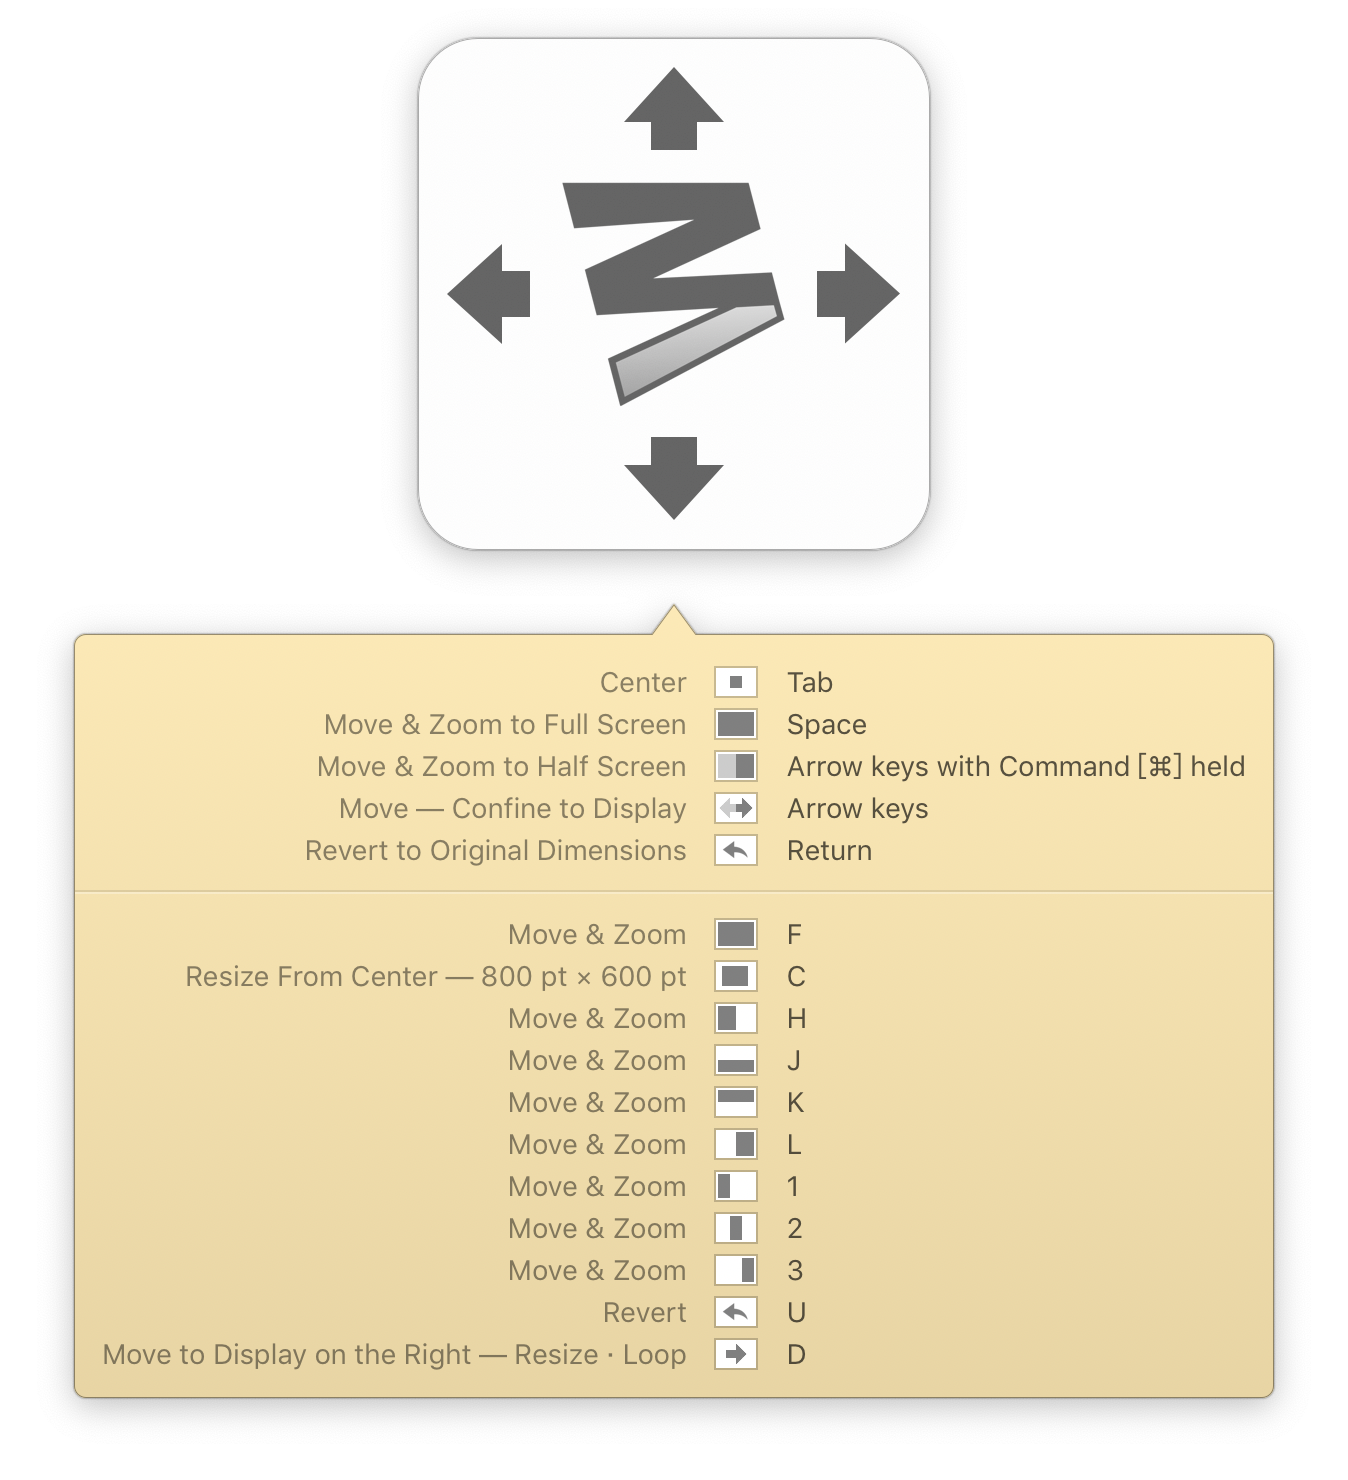 Center Tab
Move & Zoom to Full Screen Space
Move & Zoom to Half Screen Arrow keys with Command [⌘] held
Move — Confine to Display Arrow keys
Revert to Original Dimensions Return
Move & Zoom F
Resize From Center — 800 pt × 600 pt C
Move & Zoom H
Move & Zoom J
Move & Zoom K
Move & Zoom L
Move & Zoom 1
Move & Zoom 2
Move & Zoom 3
Revert U
Move to Display on the Right — Resize · Loop D